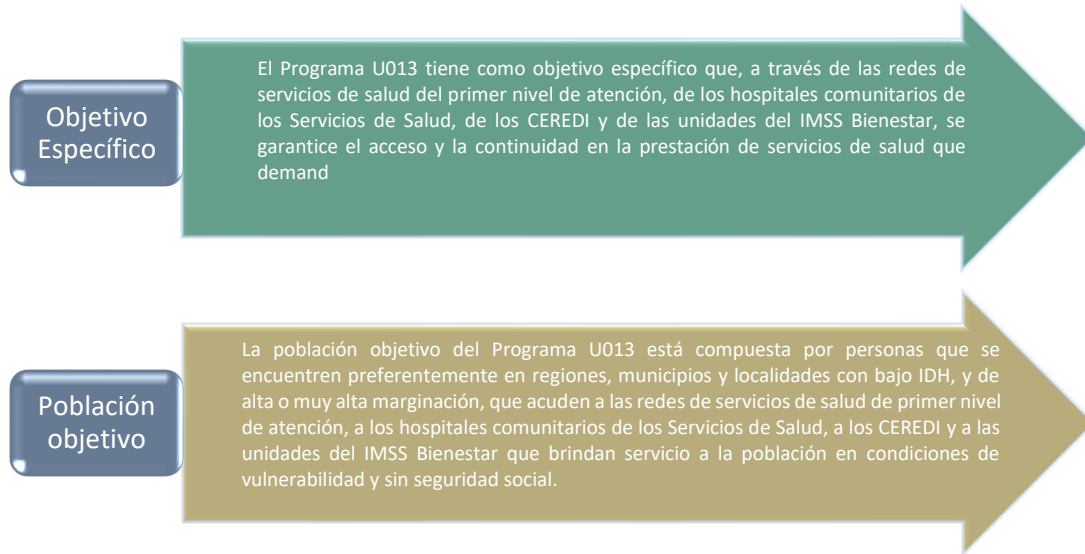 Objetivo
Específico
El Programa U013 tiene como objetivo específico que, a través de las redes de
servicios de salud del primer nivel de atención, de los hospitales comunitarios de
los Servicios de Salud, de los CEREDI y de las unidades del IMSS Bienestar, se
garantice el acceso y la continuidad en la prestación de servicios de salud que
demand
Población
objetivo
La población objetivo del Programa U013 está compuesta por personas que se
encuentren preferentemente en regiones, municipios y localidades con bajo IDH, y de
alta o muy alta marginación, que acuden a las redes de servicios de salud de primer nivel
de atención, a los hospitales comunitarios de los Servicios de Salud, a los CEREDI y a las
unidades del IMSS Bienestar que brindan servicio a la población en condiciones de
vulnerabilidad y sin seguridad social.